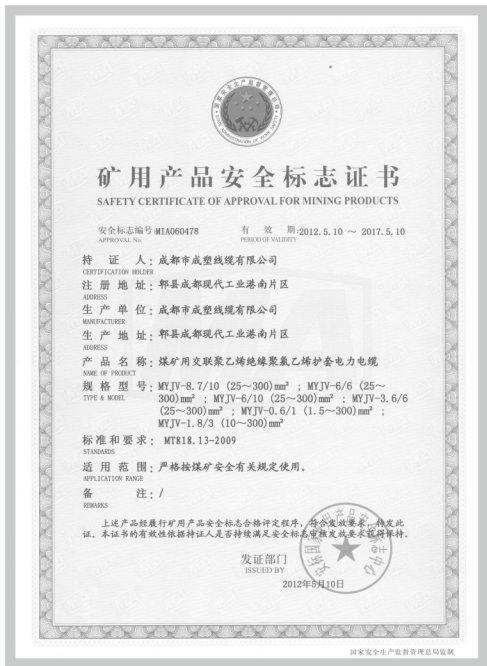 矿用产品安全标志证书
SAFETY CERTIFICATE OF APPROVAL FOR MINING PRODUCTS
安全标志编号:MIA060478 有 效 期:2012.5.10 ~ 2017.5.10
APPROVAL No. PERIOD OF VALIDITY
持 证 人:成都市成塑线缆有限公司
CERTIFICATION HOLDER
注册地址:郫县成都现代工业港南片区
ADDRESS
生产单位:成都市成塑线缆有限公司
MANUFACTURER
生产地址:郫县成都现代工业港南片区
ADDRESS
产品名称:煤矿用交联聚乙烯绝缘聚氯乙烯护套电力电缆
NAME OF PRODUCT
规格型号:MYJV-8.7/10 (25~300)mm² ; MYJV-6/6 (25~
TYPE & MODEL 300)mm² ; MYJV-6/10 (25~300)mm² ; MYJV-3.6/6
(25~300)mm² ; MYJV-0.6/1 (1.5~300)mm² ;
MYJV-1.8/3 (10~300)mm²
标准和要求: MT818.13-2009
STANDARDS
适用范围:严格按煤矿安全有关规定使用。
APPLICATION RANGE
备 注:/
REMARKS
上述产品经履行矿用产品安全标志合格评定程序,符合发放要求,特发此
证。本证书的有效性依据持证人是否持续满足安全标志审核发放要求获得保持。
发证部门
ISSUED BY
2012年5月10日
国家安全生产监督管理总局监制